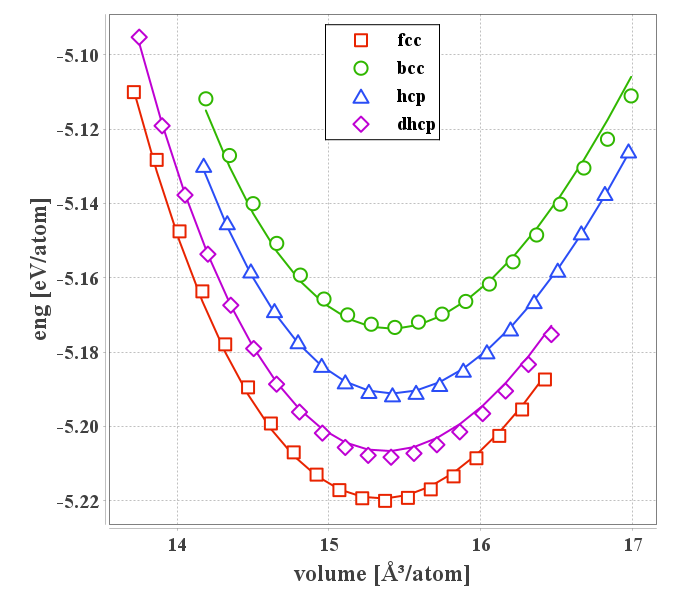 fcc
bcc
hcp
dhcp
-5.10
-5.12
-5.14
-5.16
-5.18
-5.20
-5.22
eng [eV/atom]
14 15 16 17
volume [Å³/atom]